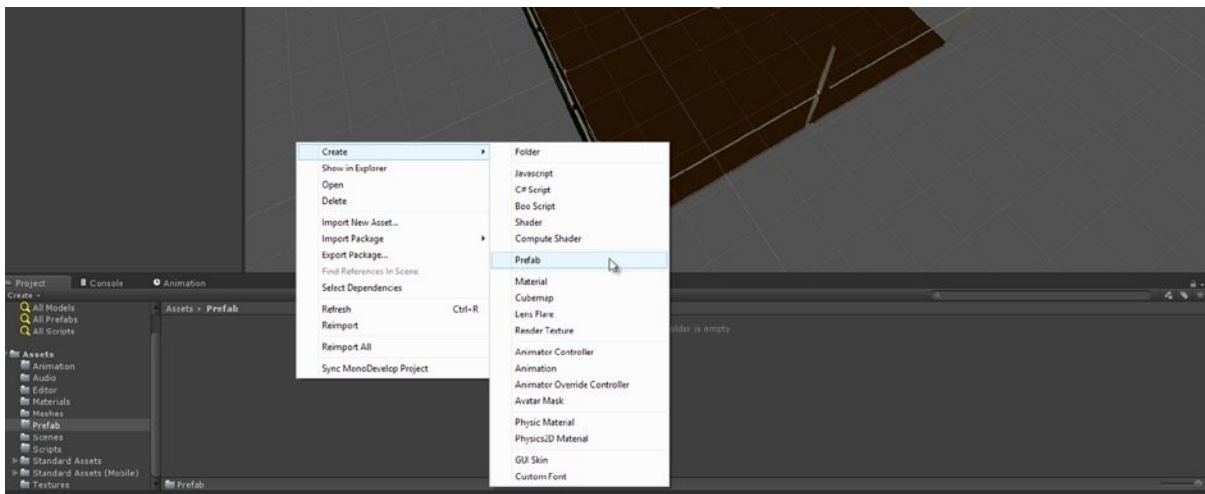 Create
Show in Explorer
Open
Delete
Import New Asset...
Import Package
Export Package...
Find References In Scene
Select Dependencies
Refresh Ctrl+R
Reimport
Reimport All
Sync MonoDevelop Project
Folder
Javascript
C# Script
Boo Script
Shader
Compute Shader
Prefab
Material
Cubemap
Lens Flare
Render Texture
Animator Controller
Animation
Animator Override Controller
Avatar Mask
Physic Material
Physics2D Material
GUI Skin
Custom Font
Project Console Animation
Create
All Models
All Prefabs
All Scripts
Assets
Animation
Audio
Editor
Materials
Meshes
Prefab
Scenes
Scripts
Standard Assets
Standard Assets (Mobile)
Textures
Assets > Prefab
older is empty
Prefab